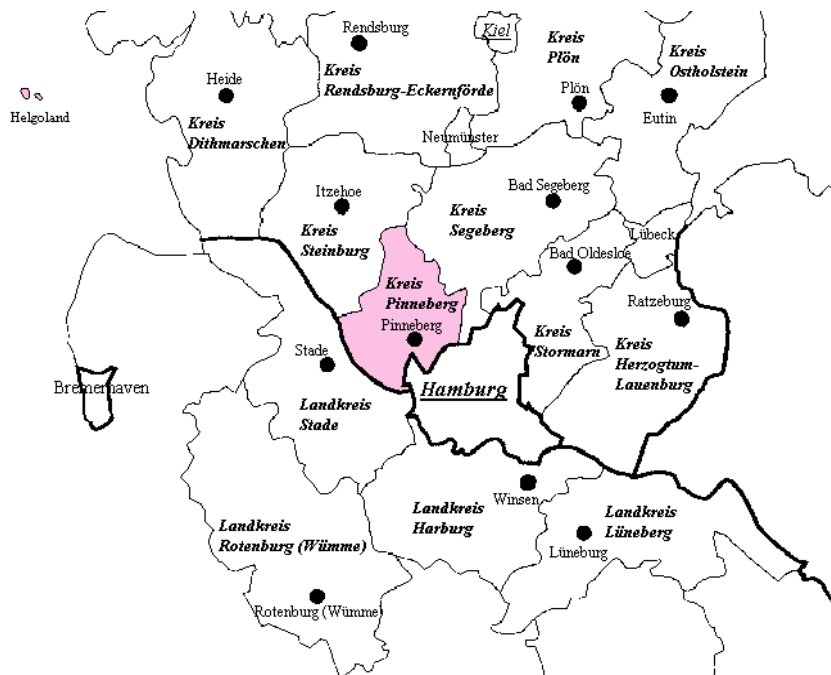 Rendsburg
Kiel
Kreis
Plön
Kreis
Ostholstein
Kreis
Rendsburg-Eckernförde
Heide
Plön
Eutin
Helgoland
Kreis
Dithmarschen
Neumünster
Itzehoe
Bad Segeberg
Kreis
Steinburg
Kreis
Segeberg
Lübeck
Bad Oldesloe
Kreis
Pinneberg
Pinneberg
Ratzeburg
Kreis
Stormarn
Kreis
Herzogtum-
Lauenburg
Stade
Bremerhaven
Hamburg
Landkreis
Stade
Winsen
Landkreis
Harburg
Landkreis
Lüneberg
Landkreis
Rotenburg (Wümme)
Lüneburg
Rotenburg (Wümme)